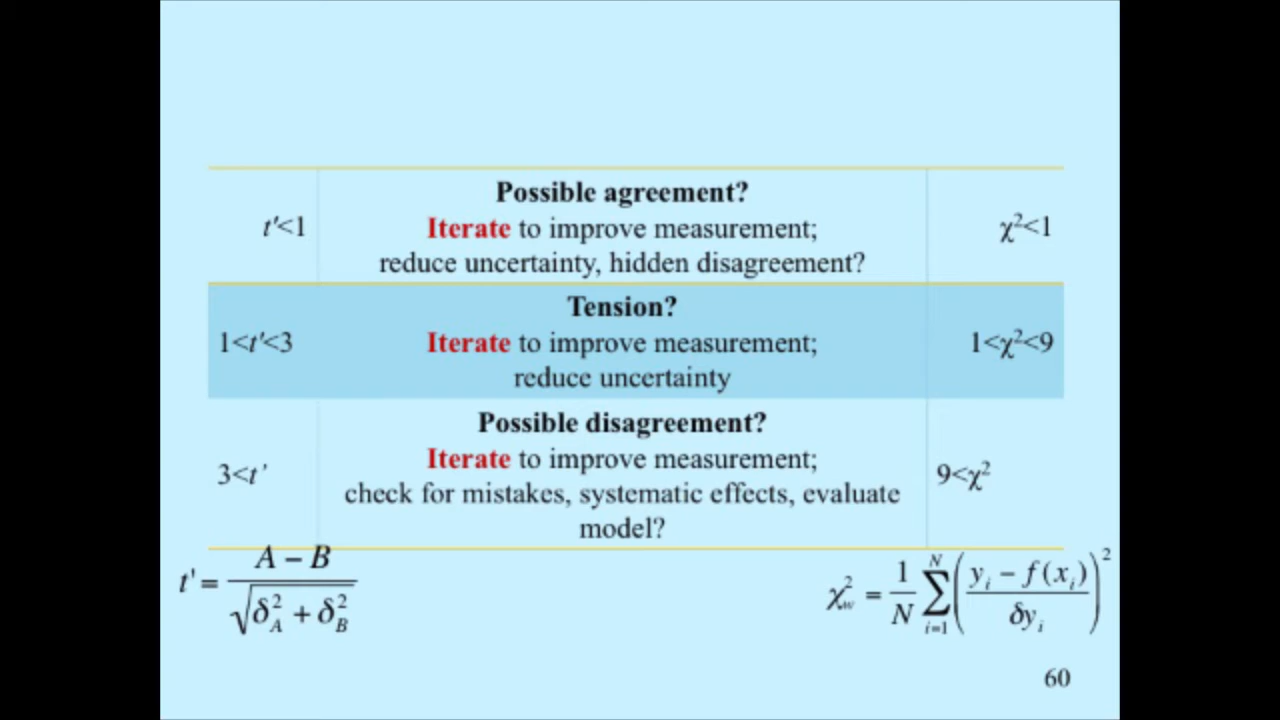 Possible agreement?
t'<1
Iterate to improve measurement;
χ²<1
reduce uncertainty, hidden disagreement?
Tension?
1<t'<3
Iterate to improve measurement;
1<χ²<9
reduce uncertainty
Possible disagreement?
Iterate to improve measurement;
3<t'
check for mistakes, systematic effects, evaluate
9<χ²
model?
t' = (A − B) / √(δ_A² + δ_B²)
χ_w² = 1/N ∑_{i=1}^{N} ((y_i − f(x_i)) / δy_i)²
60